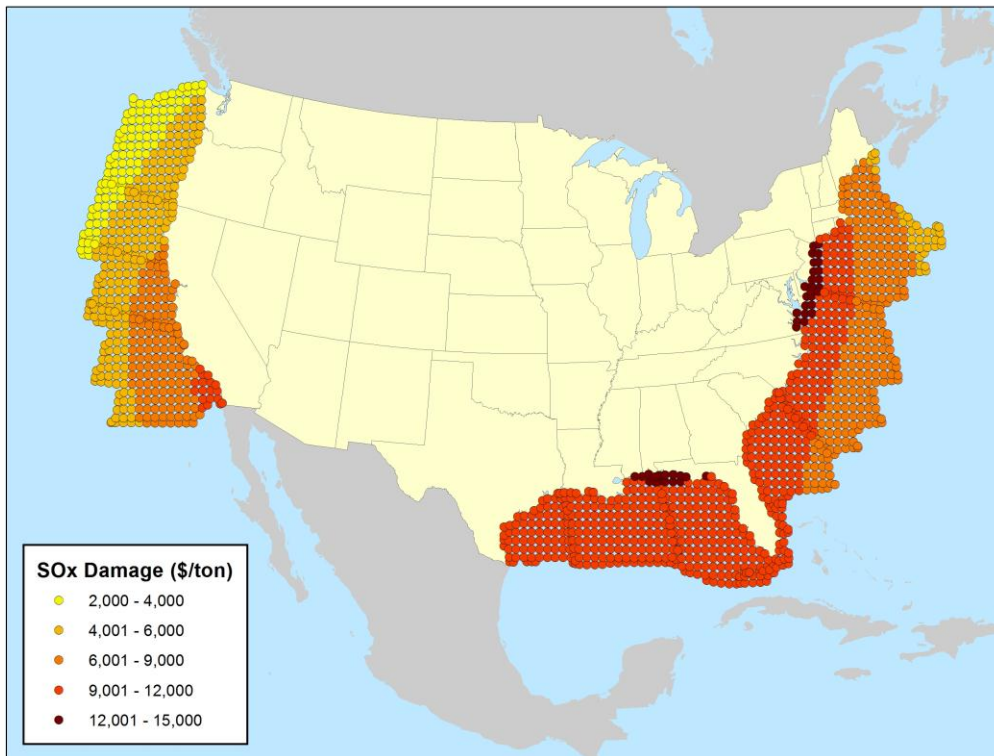 SOx Damage ($/ton)
2,000 - 4,000
4,001 - 6,000
6,001 - 9,000
9,001 - 12,000
12,001 - 15,000